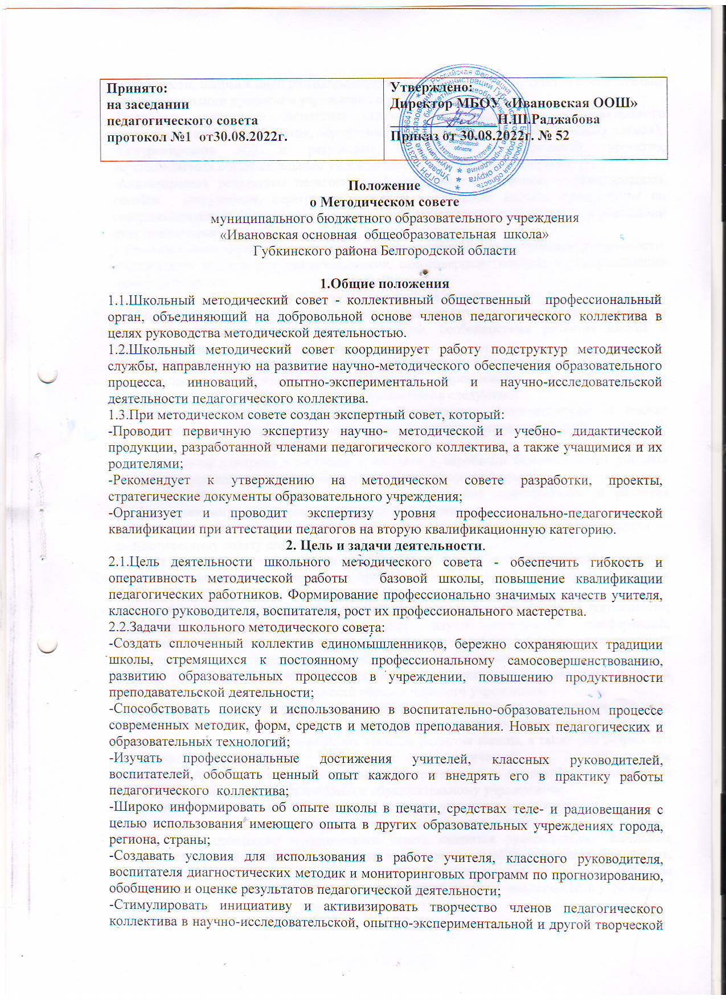 Принято:
на заседании
педагогического совета
протокол №1  от30.08.2022г.
Утверждено:
Директор МБОУ «Ивановская ООШ»
Н.Ш.Раджабова
Приказ от 30.08.2022г. № 52
Положение
о Методическом совете
муниципального бюджетного образовательного учреждения
«Ивановская основная  общеобразовательная  школа»
Губкинского района Белгородской области
1.Общие положения
1.1.Школьный методический совет - коллективный общественный  профессиональный
орган, объединяющий на добровольной основе членов педагогического коллектива в
целях руководства методической деятельностью.
1.2.Школьный методический совет координирует работу подструктур методической
службы, направленную на развитие научно-методического обеспечения образовательного
процесса, инноваций, опытно-экспериментальной и научно-исследовательской
деятельности педагогического коллектива.
1.3.При методическом совете создан экспертный совет, который:
-Проводит первичную экспертизу научно- методической и учебно- дидактической
продукции, разработанной членами педагогического коллектива, а также учащимися и их
родителями;
-Рекомендует к утверждению на методическом совете разработки, проекты,
стратегические документы образовательного учреждения;
-Организует и проводит экспертизу уровня профессионально-педагогической
квалификации при аттестации педагогов на вторую квалификационную категорию.
2. Цель и задачи деятельности.
2.1.Цель деятельности школьного методического совета - обеспечить гибкость и
оперативность методической работы   базовой школы, повышение квалификации
педагогических работников. Формирование профессионально значимых качеств учителя,
классного руководителя, воспитателя, рост их профессионального мастерства.
2.2.Задачи  школьного методического совета:
-Создать сплоченный коллектив единомышленников, бережно сохраняющих традиции
школы, стремящихся к постоянному профессиональному самосовершенствованию,
развитию образовательных процессов в учреждении, повышению продуктивности
преподавательской деятельности;
-Способствовать поиску и использованию в воспитательно-образовательном процессе
современных методик, форм, средств и методов преподавания. Новых педагогических и
образовательных технологий;
-Изучать профессиональные достижения учителей, классных руководителей,
воспитателей, обобщать ценный опыт каждого и внедрять его в практику работы
педагогического  коллектива;
-Широко информировать об опыте школы в печати, средствах теле- и радиовещания с
целью использования имеющего опыта в других образовательных учреждениях города,
региона, страны;
-Создавать условия для использования в работе учителя, классного руководителя,
воспитателя диагностических методик и мониторинговых программ по прогнозированию,
обобщению и оценке результатов педагогической деятельности;
-Стимулировать инициативу и активизировать творчество членов педагогического
коллектива в научно-исследовательской, опытно-экспериментальной и другой творческой